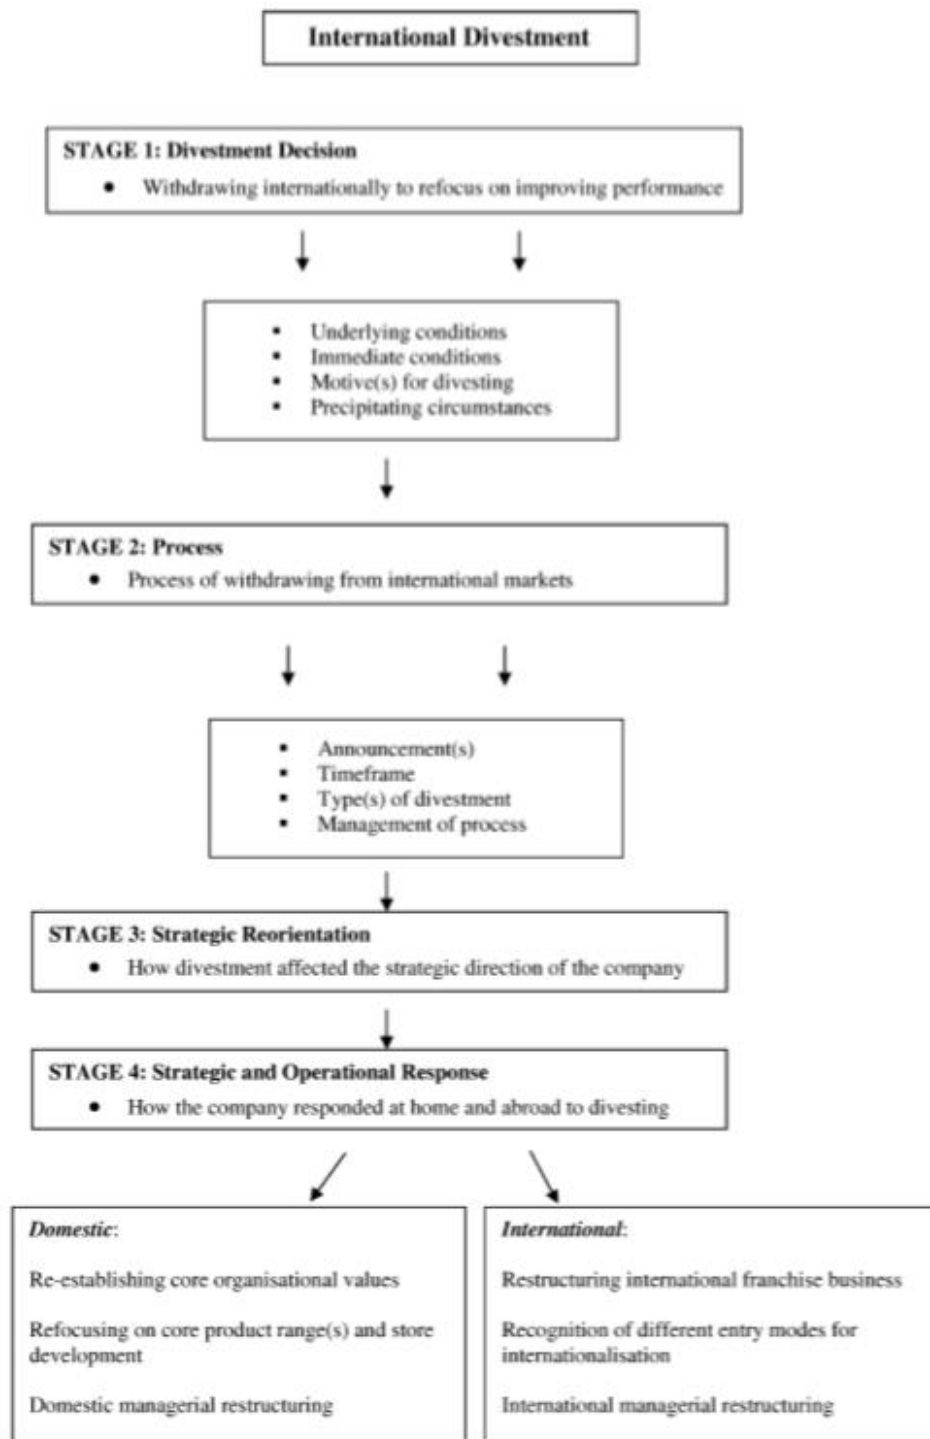 International Divestment
STAGE 1: Divestment Decision
● Withdrawing internationally to refocus on improving performance
▪ Underlying conditions
▪ Immediate conditions
▪ Motive(s) for divesting
▪ Precipitating circumstances
STAGE 2: Process
● Process of withdrawing from international markets
▪ Announcement(s)
▪ Timeframe
▪ Type(s) of divestment
▪ Management of process
STAGE 3: Strategic Reorientation
● How divestment affected the strategic direction of the company
STAGE 4: Strategic and Operational Response
● How the company responded at home and abroad to divesting
Domestic:
Re-establishing core organisational values
Refocusing on core product range(s) and store
development
Domestic managerial restructuring
International:
Restructuring international franchise business
Recognition of different entry modes for
internationalisation
International managerial restructuring